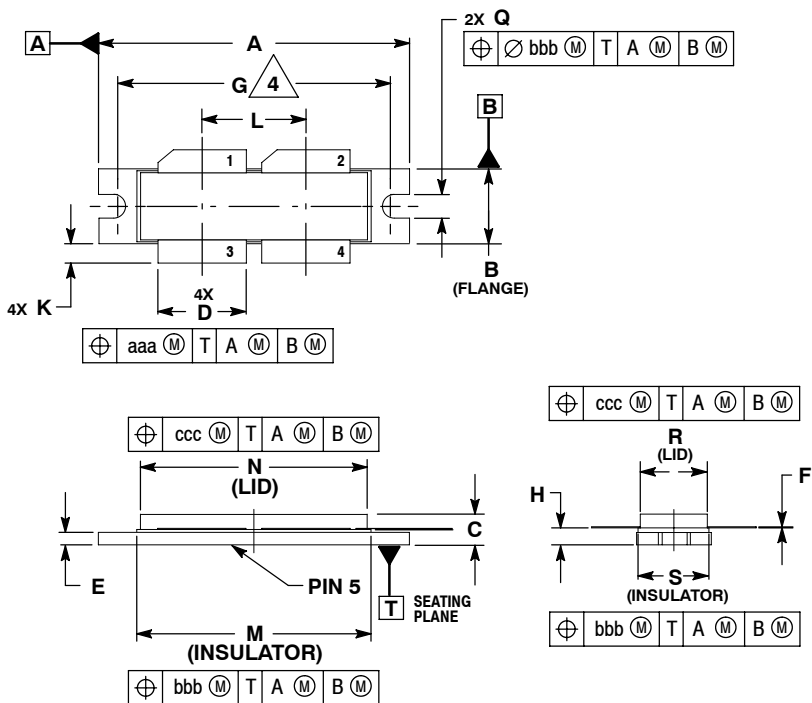 A
A
2X Q
⌖ ∅ bbb Ⓜ T A Ⓜ B Ⓜ
G 4
L
B
1
2
3
4
B
(FLANGE)
4X K
4X
D
⌖ aaa Ⓜ T A Ⓜ B Ⓜ
⌖ ccc Ⓜ T A Ⓜ B Ⓜ
N
(LID)
C
E
PIN 5
T
SEATING
PLANE
M
(INSULATOR)
⌖ bbb Ⓜ T A Ⓜ B Ⓜ
⌖ ccc Ⓜ T A Ⓜ B Ⓜ
R
(LID)
F
H
S
(INSULATOR)
⌖ bbb Ⓜ T A Ⓜ B Ⓜ